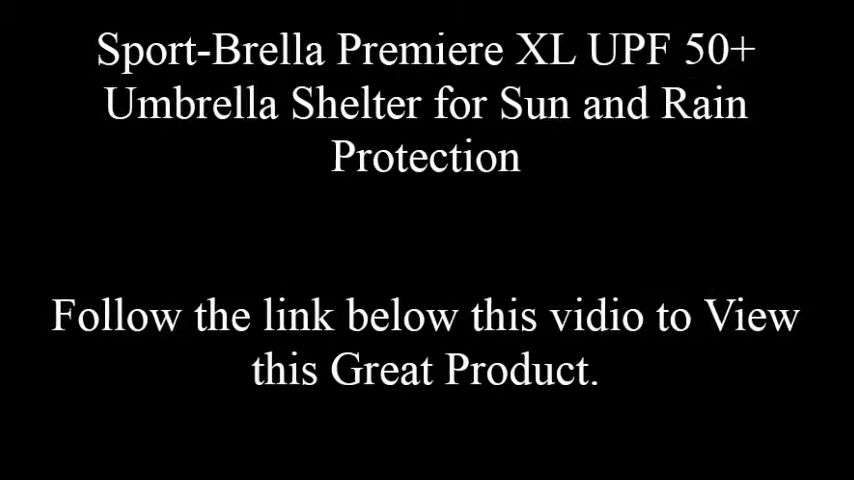 Sport-Brella Premiere XL UPF 50+
Umbrella Shelter for Sun and Rain
Protection
Follow the link below this vidio to View
this Great Product.